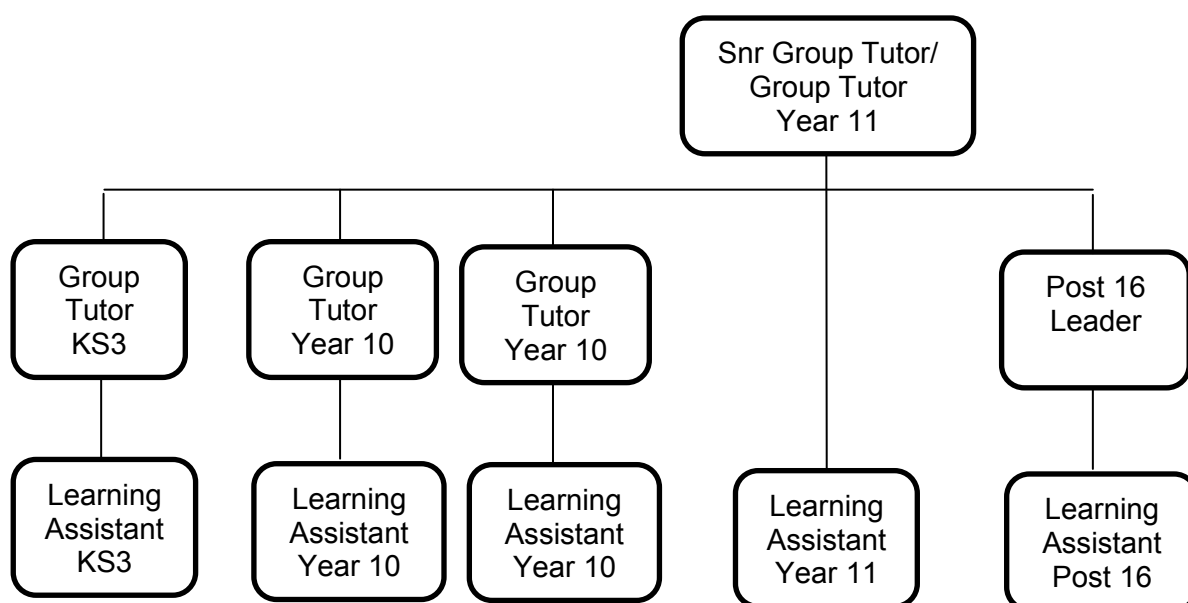 Snr Group Tutor/
Group Tutor
Year 11
Group
Tutor
KS3
Group
Tutor
Year 10
Group
Tutor
Year 10
Post 16
Leader
Learning
Assistant
KS3
Learning
Assistant
Year 10
Learning
Assistant
Year 10
Learning
Assistant
Year 11
Learning
Assistant
Post 16